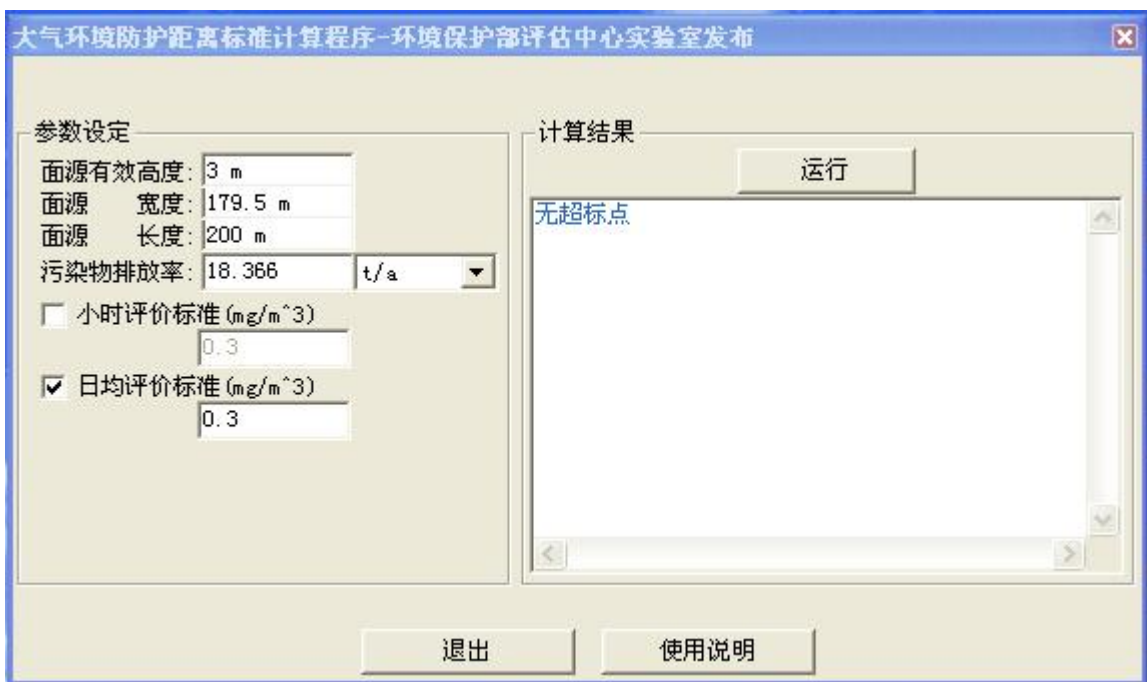 大气环境防护距离标准计算程序-环境保护部评估中心实验室发布
参数设定
面源有效高度: 3 m
面源 宽度: 179.5 m
面源 长度: 200 m
污染物排放率: 18.366 t/a
小时评价标准(mg/m^3)
0.3
日均评价标准(mg/m^3)
0.3
计算结果
运行
无超标点
退出 使用说明